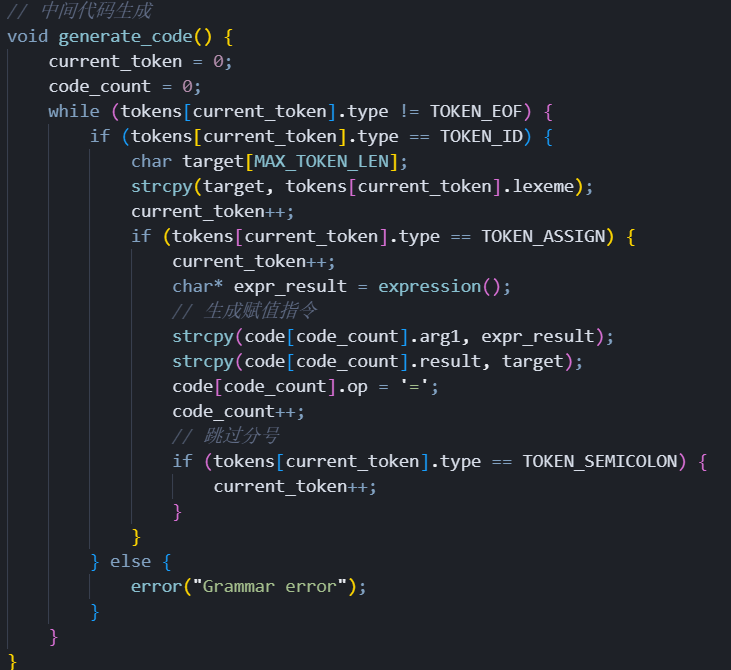 // 中间代码生成
void generate_code() {
    current_token = 0;
    code_count = 0;
    while (tokens[current_token].type != TOKEN_EOF) {
        if (tokens[current_token].type == TOKEN_ID) {
            char target[MAX_TOKEN_LEN];
            strcpy(target, tokens[current_token].lexeme);
            current_token++;
            if (tokens[current_token].type == TOKEN_ASSIGN) {
                current_token++;
                char* expr_result = expression();
                // 生成赋值指令
                strcpy(code[code_count].arg1, expr_result);
                strcpy(code[code_count].result, target);
                code[code_count].op = '=';
                code_count++;
                // 跳过分号
                if (tokens[current_token].type == TOKEN_SEMICOLON) {
                    current_token++;
                }
            }
        } else {
            error("Grammar error");
        }
    }
}